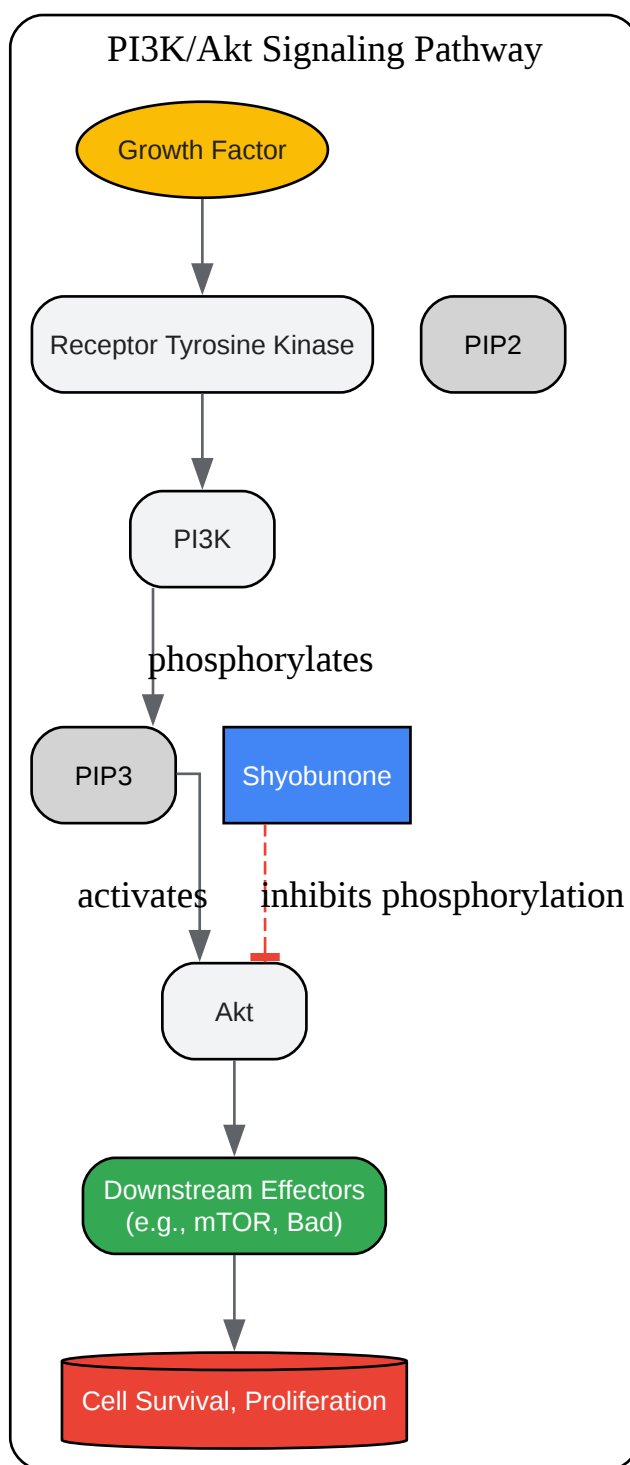 PI3K/Akt Signaling Pathway
Growth Factor
Receptor Tyrosine Kinase
PIP2
PI3K
phosphorylates
PIP3
Shyobunone
activates
inhibits phosphorylation
Akt
Downstream Effectors
(e.g., mTOR, Bad)
Cell Survival, Proliferation